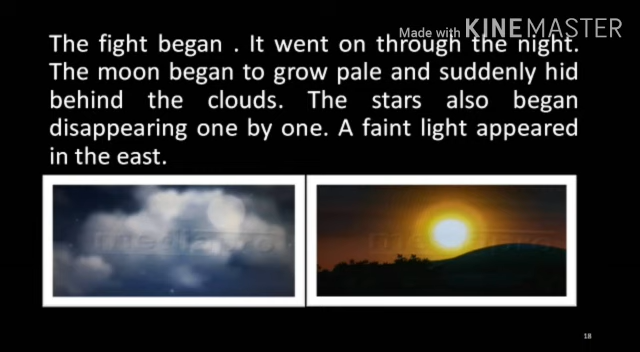 Made with KINEMASTER
The fight began . It went on through the night.
The moon began to grow pale and suddenly hid
behind the clouds. The stars also began
disappearing one by one. A faint light appeared
in the east.
18